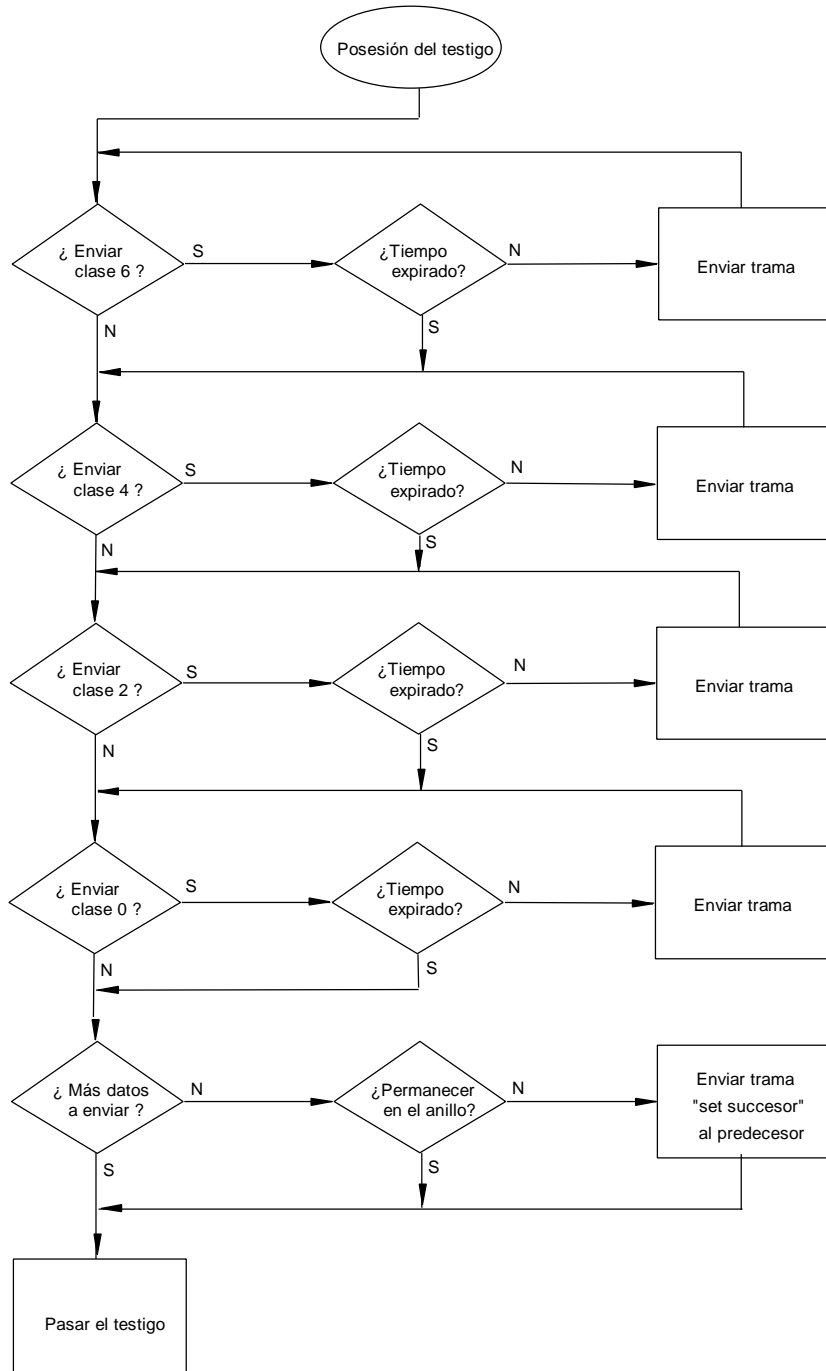 Posesión del testigo
¿ Enviar
clase 6 ?
S
¿Tiempo
expirado?
N
Enviar trama
N
S
¿ Enviar
clase 4 ?
S
¿Tiempo
expirado?
N
Enviar trama
N
S
¿ Enviar
clase 2 ?
S
¿Tiempo
expirado?
N
Enviar trama
N
S
¿ Enviar
clase 0 ?
S
¿Tiempo
expirado?
N
Enviar trama
N
S
¿ Más datos
a enviar ?
N
¿Permanecer
en el anillo?
N
Enviar trama
"set succesor"
al predecesor
S
S
Pasar el testigo